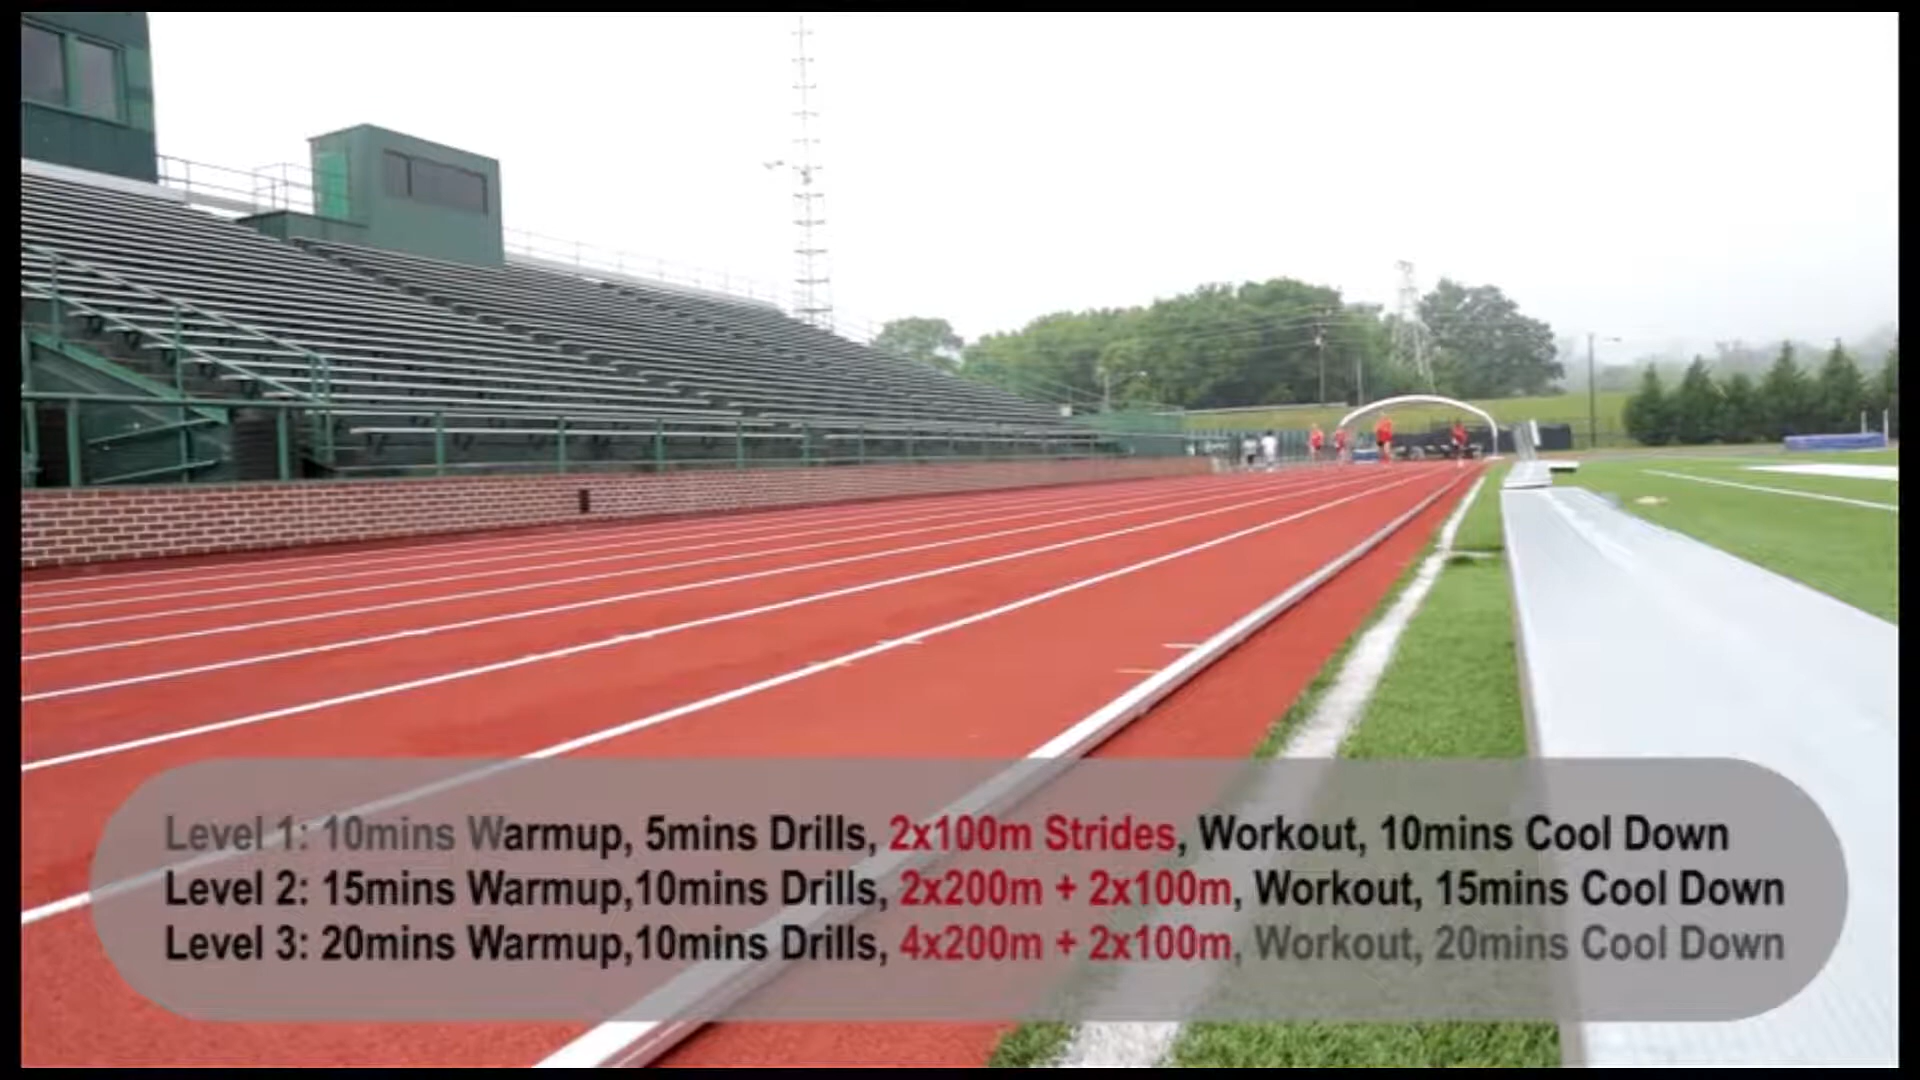 Level 1: 10mins Warmup, 5mins Drills, 2x100m Strides, Workout, 10mins Cool Down
Level 2: 15mins Warmup,10mins Drills, 2x200m + 2x100m, Workout, 15mins Cool Down
Level 3: 20mins Warmup,10mins Drills, 4x200m + 2x100m, Workout, 20mins Cool Down